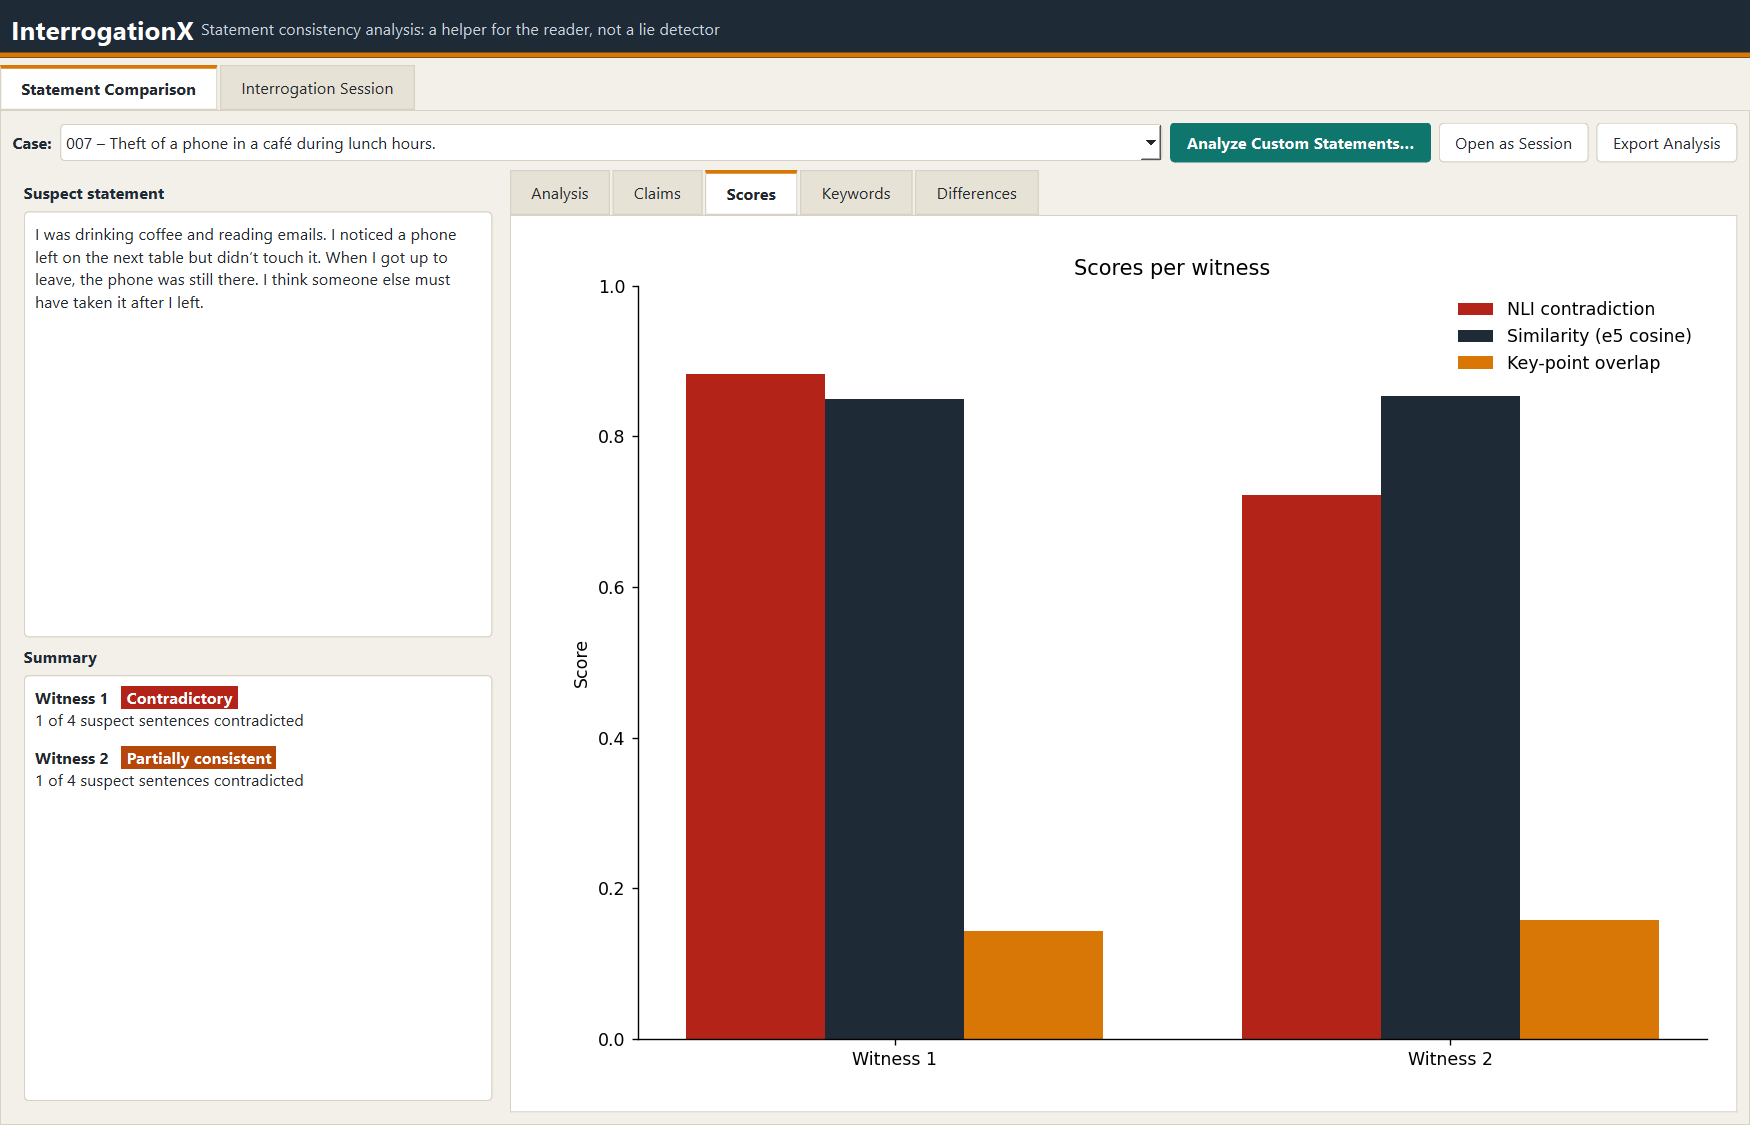 InterrogationX Statement consistency analysis: a helper for the reader, not a lie detector
Statement Comparison
Interrogation Session
Case:
007 – Theft of a phone in a café during lunch hours.
Analyze Custom Statements...
Open as Session
Export Analysis
Suspect statement
I was drinking coffee and reading emails. I noticed a phone
left on the next table but didn’t touch it. When I got up to
leave, the phone was still there. I think someone else must
have taken it after I left.
Summary
Witness 1 Contradictory
1 of 4 suspect sentences contradicted
Witness 2 Partially consistent
1 of 4 suspect sentences contradicted
Analysis
Claims
Scores
Keywords
Differences
Scores per witness
NLI contradiction
Similarity (e5 cosine)
Key-point overlap
Score
1.0
0.8
0.6
0.4
0.2
0.0
Witness 1
Witness 2